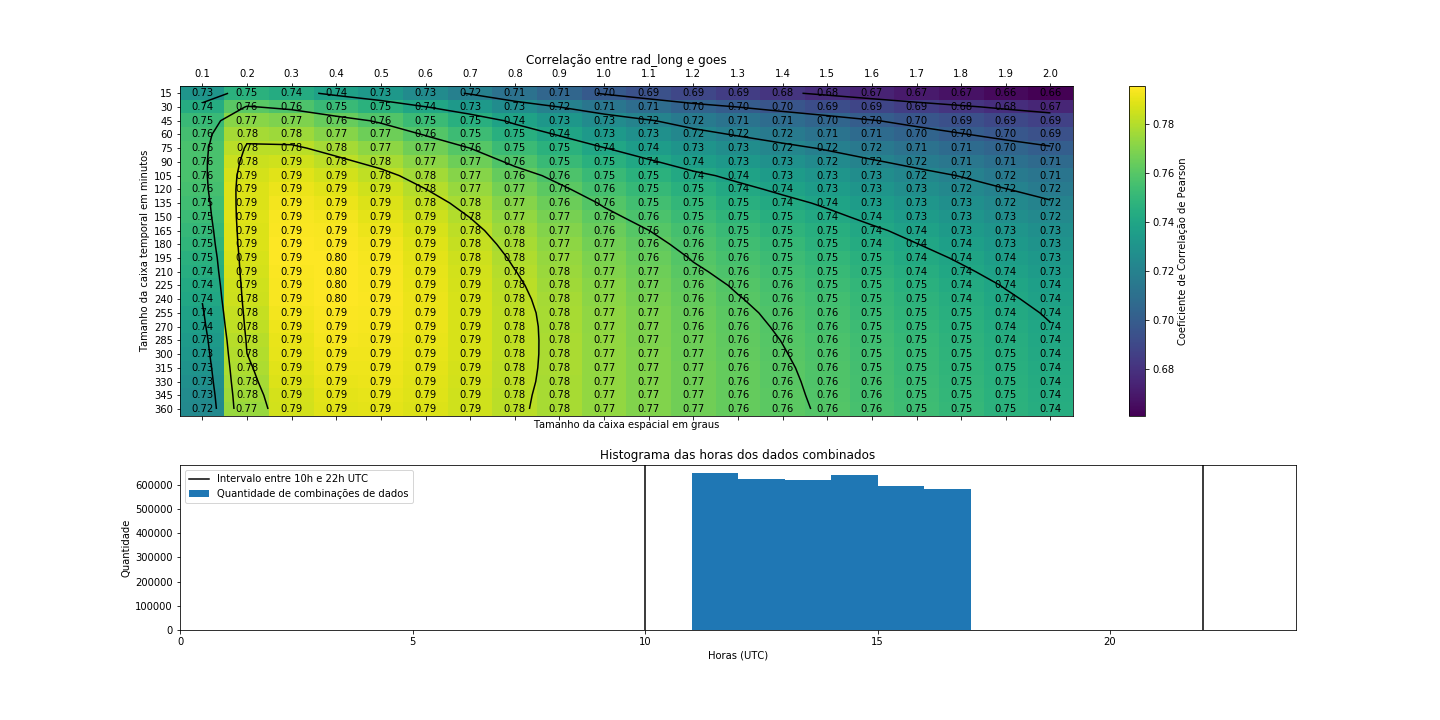 Correlação entre rad_long e goes
0.1 0.2 0.3 0.4 0.5 0.6 0.7 0.8 0.9 1.0 1.1 1.2 1.3 1.4 1.5 1.6 1.7 1.8 1.9 2.0
15 0.73 0.75 0.74 0.74 0.73 0.73 0.72 0.71 0.71 0.70 0.69 0.69 0.69 0.68 0.68 0.67 0.67 0.67 0.66 0.66
30 0.74 0.76 0.76 0.75 0.75 0.74 0.73 0.73 0.72 0.71 0.71 0.70 0.70 0.70 0.69 0.69 0.69 0.68 0.68 0.67
45 0.75 0.77 0.77 0.76 0.76 0.75 0.75 0.74 0.73 0.73 0.72 0.72 0.71 0.71 0.70 0.70 0.70 0.69 0.69 0.69
60 0.76 0.78 0.78 0.77 0.77 0.76 0.75 0.75 0.74 0.73 0.73 0.72 0.72 0.71 0.71 0.71 0.70 0.70 0.70 0.69
75 0.76 0.78 0.78 0.78 0.77 0.77 0.76 0.75 0.75 0.74 0.74 0.73 0.73 0.72 0.72 0.72 0.71 0.71 0.70 0.70
90 0.76 0.78 0.79 0.78 0.78 0.77 0.77 0.76 0.75 0.75 0.74 0.74 0.73 0.73 0.72 0.72 0.72 0.71 0.71 0.71
105 0.76 0.79 0.79 0.79 0.78 0.78 0.77 0.77 0.76 0.75 0.75 0.74 0.74 0.73 0.73 0.73 0.72 0.72 0.72 0.71
120 0.76 0.79 0.79 0.79 0.79 0.78 0.77 0.77 0.76 0.76 0.75 0.75 0.74 0.74 0.73 0.73 0.73 0.72 0.72 0.72
135 0.75 0.79 0.79 0.79 0.79 0.78 0.78 0.77 0.76 0.76 0.75 0.75 0.75 0.74 0.74 0.73 0.73 0.73 0.72 0.72
150 0.75 0.79 0.79 0.79 0.79 0.79 0.78 0.77 0.77 0.76 0.76 0.75 0.75 0.74 0.74 0.74 0.73 0.73 0.73 0.72
165 0.75 0.79 0.79 0.79 0.79 0.79 0.78 0.78 0.77 0.76 0.76 0.75 0.75 0.75 0.74 0.74 0.74 0.73 0.73 0.73
180 0.75 0.79 0.79 0.79 0.79 0.79 0.78 0.78 0.77 0.77 0.76 0.76 0.75 0.75 0.75 0.74 0.74 0.74 0.73 0.73
195 0.75 0.79 0.79 0.80 0.79 0.79 0.78 0.78 0.77 0.77 0.76 0.76 0.75 0.75 0.75 0.75 0.74 0.74 0.74 0.73
210 0.74 0.79 0.79 0.80 0.79 0.79 0.79 0.78 0.77 0.77 0.76 0.76 0.76 0.75 0.75 0.75 0.74 0.74 0.74 0.73
225 0.74 0.79 0.79 0.80 0.79 0.79 0.79 0.78 0.77 0.77 0.77 0.76 0.76 0.75 0.75 0.75 0.75 0.74 0.74 0.74
240 0.74 0.78 0.79 0.80 0.79 0.79 0.79 0.78 0.78 0.77 0.77 0.76 0.76 0.76 0.75 0.75 0.75 0.74 0.74 0.74
255 0.74 0.78 0.79 0.79 0.79 0.79 0.79 0.78 0.78 0.77 0.77 0.76 0.76 0.76 0.75 0.75 0.75 0.75 0.74 0.74
270 0.74 0.78 0.79 0.79 0.79 0.79 0.79 0.78 0.78 0.77 0.77 0.76 0.76 0.76 0.75 0.75 0.75 0.75 0.74 0.74
285 0.73 0.78 0.79 0.79 0.79 0.79 0.79 0.78 0.78 0.77 0.77 0.76 0.76 0.76 0.75 0.75 0.75 0.75 0.74 0.74
300 0.73 0.78 0.79 0.79 0.79 0.79 0.79 0.78 0.78 0.77 0.77 0.77 0.76 0.76 0.76 0.75 0.75 0.75 0.75 0.74
315 0.73 0.78 0.79 0.79 0.79 0.79 0.79 0.78 0.78 0.77 0.77 0.77 0.76 0.76 0.76 0.75 0.75 0.75 0.75 0.74
330 0.73 0.78 0.79 0.79 0.79 0.79 0.79 0.78 0.78 0.77 0.77 0.77 0.76 0.76 0.76 0.75 0.75 0.75 0.75 0.74
345 0.73 0.78 0.79 0.79 0.79 0.79 0.78 0.78 0.78 0.77 0.77 0.77 0.76 0.76 0.76 0.75 0.75 0.75 0.75 0.74
360 0.72 0.77 0.79 0.79 0.79 0.79 0.78 0.78 0.78 0.77 0.77 0.77 0.76 0.76 0.76 0.75 0.75 0.75 0.75 0.74
Tamanho da caixa temporal em minutos
Tamanho da caixa espacial em graus
0.78
0.76
0.74
0.72
0.70
0.68
Coeficiente de Correlação de Pearson
Histograma das horas dos dados combinados
Intervalo entre 10h e 22h UTC
Quantidade de combinações de dados
600000
500000
400000
300000
200000
100000
0
Quantidade
0 5 10 15 20
Horas (UTC)